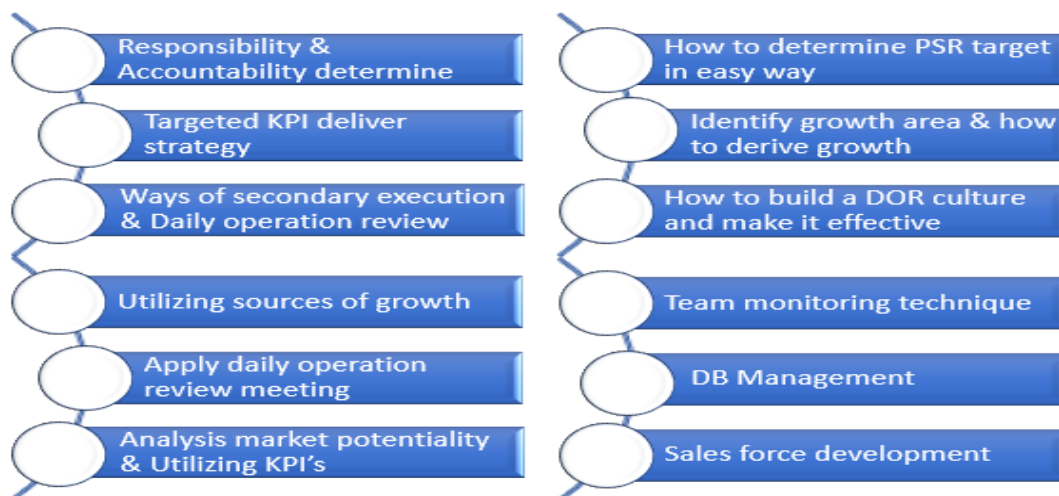 Responsibility &
Accountability determine
Targeted KPI deliver
strategy
Ways of secondary execution
& Daily operation review
Utilizing sources of growth
Apply daily operation
review meeting
Analysis market potentiality
& Utilizing KPI’s
How to determine PSR target
in easy way
Identify growth area & how
to derive growth
How to build a DOR culture
and make it effective
Team monitoring technique
DB Management
Sales force development